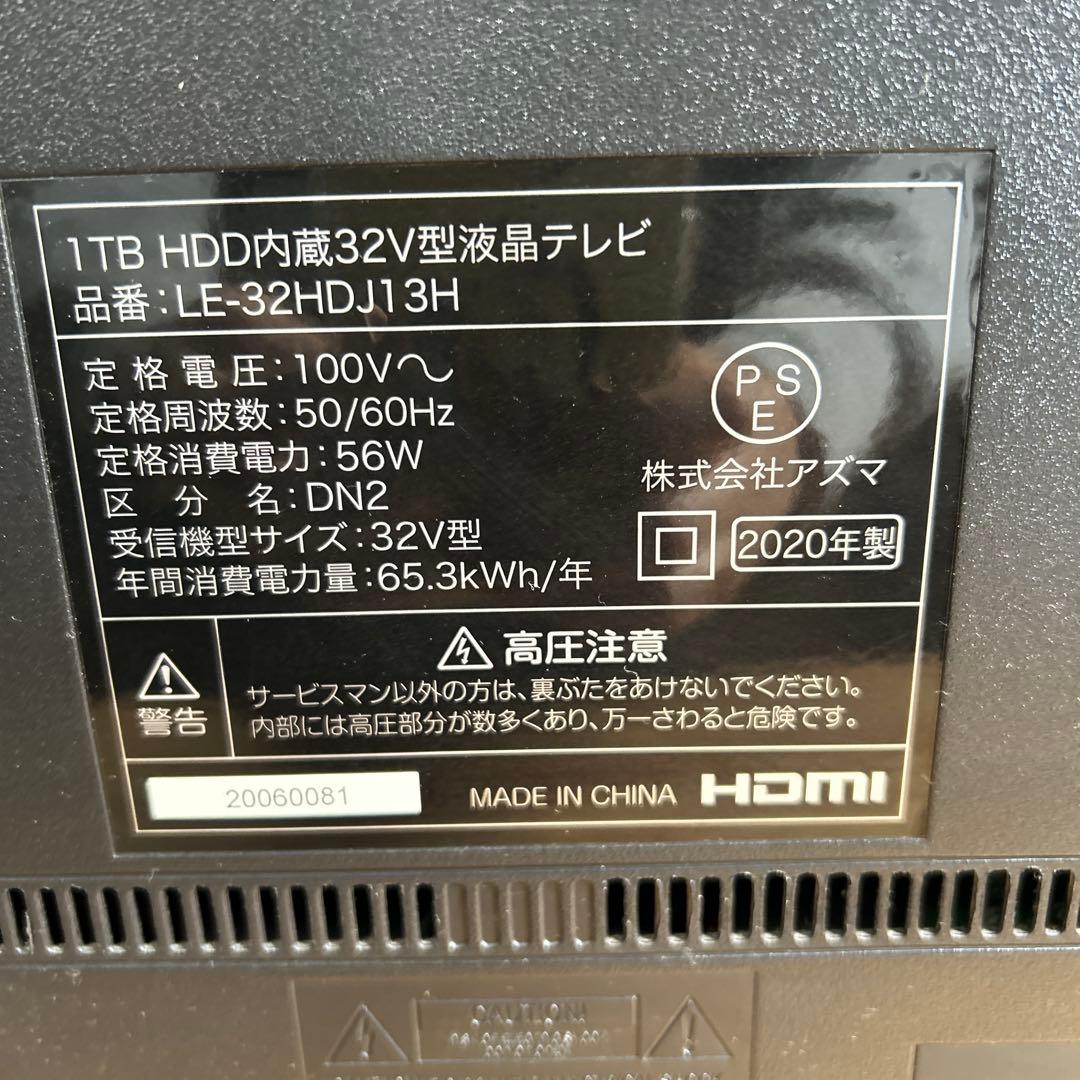 1TB HDD内蔵32V型液晶テレビ
品番：LE-32HDJ13H
定格電圧：100V～
定格周波数：50/60Hz
定格消費電力：56W
区分名：DN2
受信機型サイズ：32V型
年間消費電力量：65.3kWh/年
PSE
株式会社アズマ
2020年製
高圧注意
警告
サービスマン以外の方は、裏ぶたをあけないでください。
内部には高圧部分が数多くあり、万一さわると危険です。
20060081
MADE IN CHINA
HDMI
CAUTION!